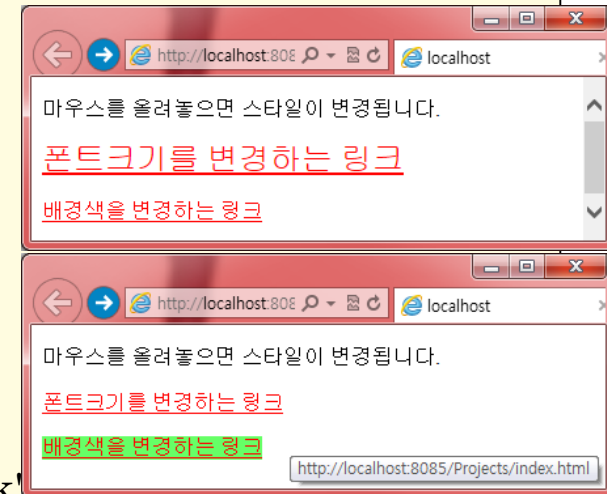 http://localhost:808
localhost
마우스를 올려놓으면 스타일이 변경됩니다.
폰트크기를 변경하는 링크
배경색을 변경하는 링크
http://localhost:808
localhost
마우스를 올려놓으면 스타일이 변경됩니다.
폰트크기를 변경하는 링크
배경색을 변경하는 링크
http://localhost:8085/Projects/index.html